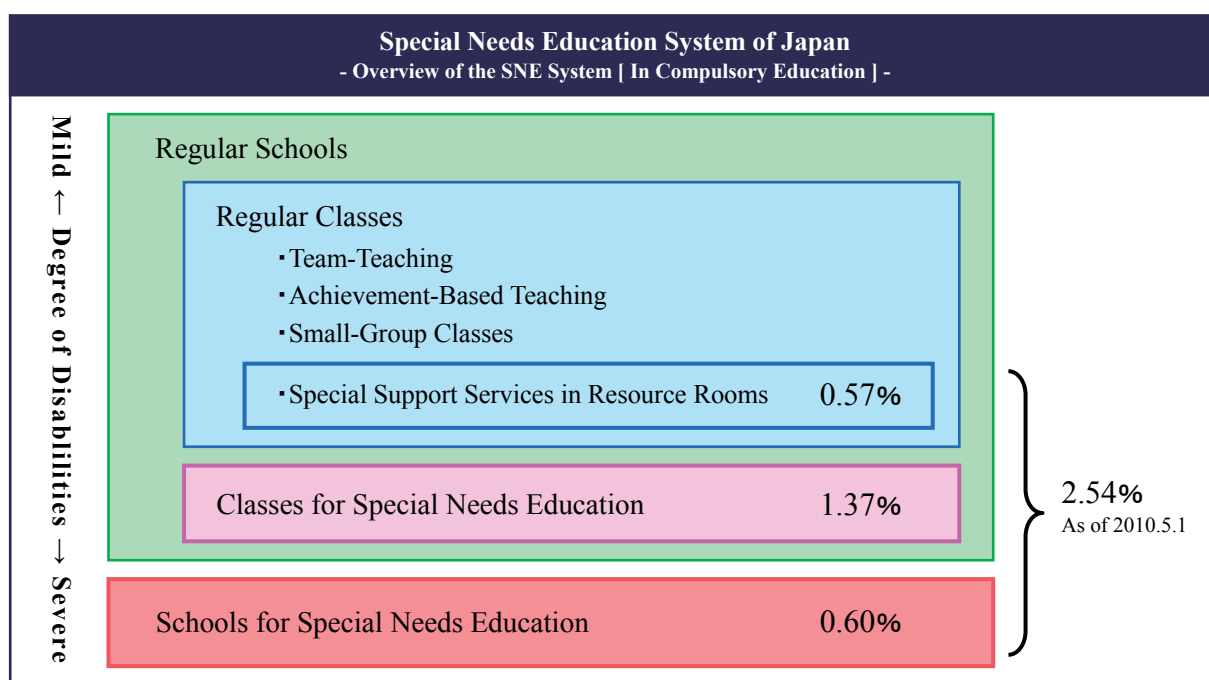 Special Needs Education System of Japan
- Overview of the SNE System [ In Compulsory Education ] -
Mild ← Degree of Disablilities → Severe
Regular Schools
Regular Classes
・Team-Teaching
・Achievement-Based Teaching
・Small-Group Classes
・Special Support Services in Resource Rooms 0.57%
Classes for Special Needs Education 1.37%
Schools for Special Needs Education 0.60%
2.54%
As of 2010.5.1